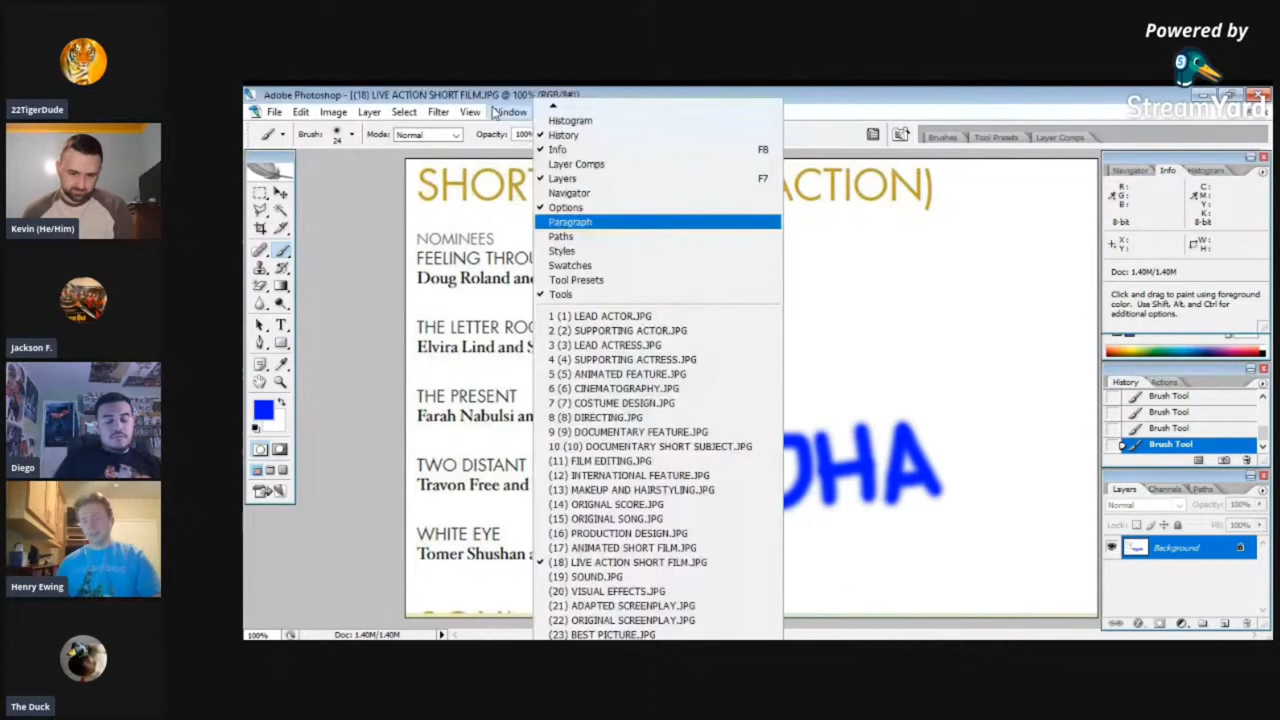 Powered by
StreamYard
22TigerDude
Kevin (He/Him)
Jackson F.
Diego
Henry Ewing
The Duck
Adobe Photoshop - [(18) LIVE ACTION SHORT FILM.JPG @ 100% (RGB/8#)]
File Edit Image Layer Select Filter View Window
Brush: 24 Mode: Normal Opacity: 100%
Brushes Tool Presets Layer Comps
Histogram
History
Info F8
Layer Comps
Layers F7
Navigator
Options
Paragraph
Paths
Styles
Swatches
Tool Presets
Tools
1 (1) LEAD ACTOR.JPG
2 (2) SUPPORTING ACTOR.JPG
3 (3) LEAD ACTRESS.JPG
4 (4) SUPPORTING ACTRESS.JPG
5 (5) ANIMATED FEATURE.JPG
6 (6) CINEMATOGRAPHY.JPG
7 (7) COSTUME DESIGN.JPG
8 (8) DIRECTING.JPG
9 (9) DOCUMENTARY FEATURE.JPG
10 (10) DOCUMENTARY SHORT SUBJECT.JPG
(11) FILM EDITING.JPG
(12) INTERNATIONAL FEATURE.JPG
(13) MAKEUP AND HAIRSTYLING.JPG
(14) ORIGNAL SCORE.JPG
(15) ORIGINAL SONG.JPG
(16) PRODUCTION DESIGN.JPG
(17) ANIMATED SHORT FILM.JPG
(18) LIVE ACTION SHORT FILM.JPG
(19) SOUND.JPG
(20) VISUAL EFFECTS.JPG
(21) ADAPTED SCREENPLAY.JPG
(22) ORIGINAL SCREENPLAY.JPG
(23) BEST PICTURE.JPG
SHORT
ACTION)
NOMINEES
FEELING THROU
Doug Roland and
THE LETTER ROO
Elvira Lind and S
THE PRESENT
Farah Nabulsi an
TWO DISTANT
Travon Free and
WHITE EYE
Tomer Shushan a
OHA
Navigator Info Histogram
R: C:
G: M:
B: Y:
K:
8-bit 8-bit
X: W:
Y: H:
Doc: 1.40M/1.40M
Click and drag to paint using foreground
color. Use Shift, Alt, and Ctrl for
additional options.
History Actions
Brush Tool
Brush Tool
Brush Tool
Brush Tool
Layers Channels Paths
Normal Opacity: 100%
Lock: Fill: 100%
Background
100% Doc: 1.40M/1.40M